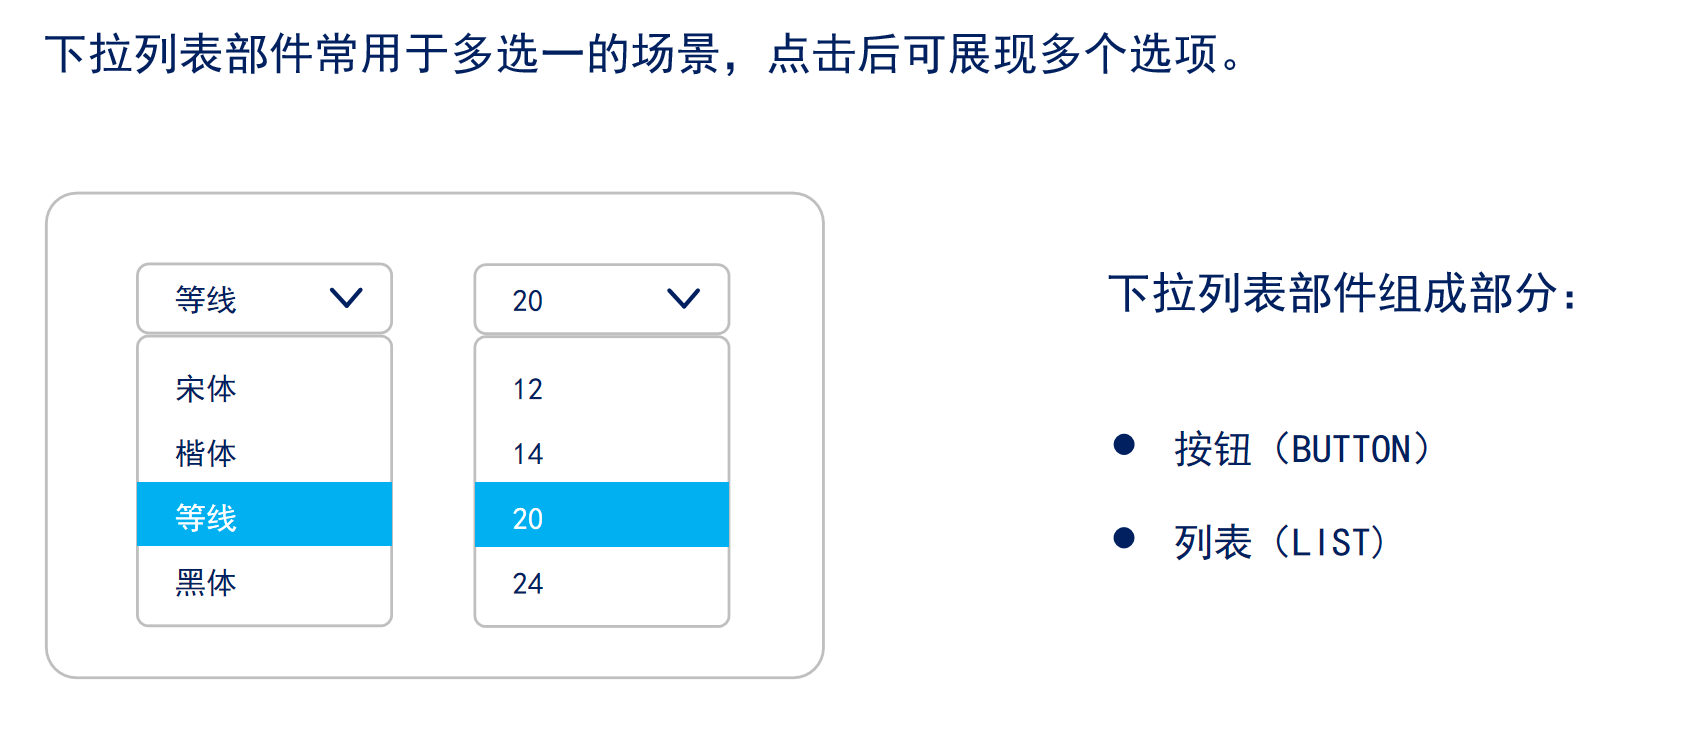 下拉列表部件常用于多选一的场景，点击后可展现多个选项。
等线
宋体
楷体
等线
黑体
20
12
14
20
24
下拉列表部件组成部分：
按钮（BUTTON）
列表（LIST）